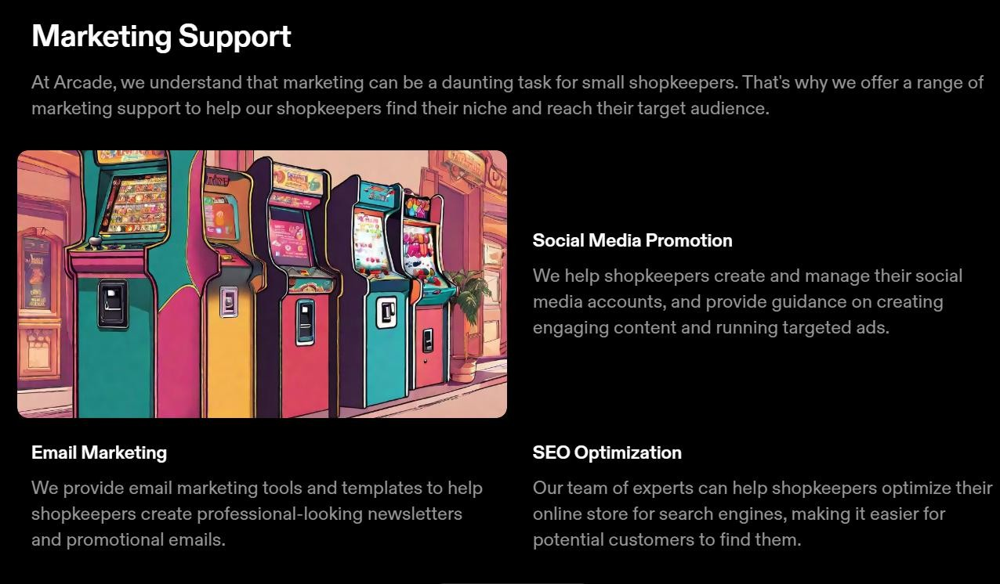 Marketing Support
At Arcade, we understand that marketing can be a daunting task for small shopkeepers. That's why we offer a range of
marketing support to help our shopkeepers find their niche and reach their target audience.
Social Media Promotion
We help shopkeepers create and manage their social
media accounts, and provide guidance on creating
engaging content and running targeted ads.
Email Marketing
We provide email marketing tools and templates to help
shopkeepers create professional-looking newsletters
and promotional emails.
SEO Optimization
Our team of experts can help shopkeepers optimize their
online store for search engines, making it easier for
potential customers to find them.